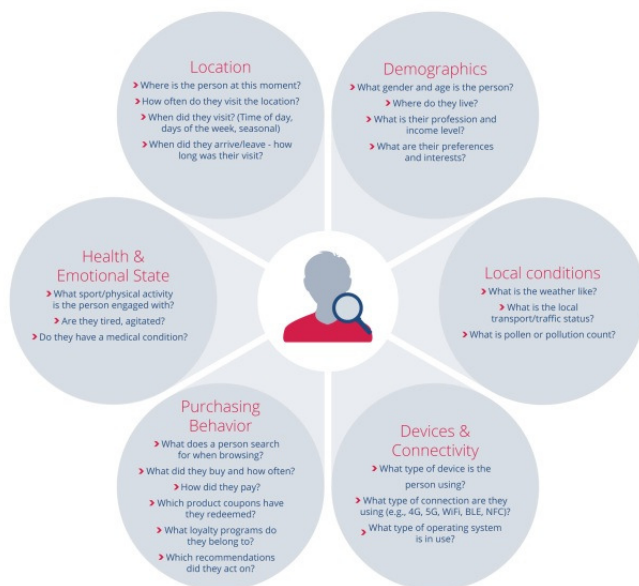 Location
Where is the person at this moment?
How often do they visit the location?
When did they visit? (Time of day,
days of the week, seasonal)
When did they arrive/leave - how
long was their visit?
Demographics
What gender and age is the person?
Where do they live?
What is their profession and
income level?
What are their preferences
and interests?
Health &
Emotional State
What sport/physical activity
is the person engaged with?
Are they tired, agitated?
Do they have a medical condition?
Local conditions
What is the weather like?
What is the local
transport/traffic status?
What is pollen or pollution count?
Purchasing
Behavior
What does a person search
for when browsing?
What did they buy and how often?
How did they pay?
Which product coupons have
they redeemed?
What loyalty programs do
they belong to?
Which recommendations
did they act on?
Devices &
Connectivity
What type of device is the
person using?
What type of connection are they
using (e.g., 4G, 5G, WiFi, BLE, NFC)?
What type of operating system
is in use?